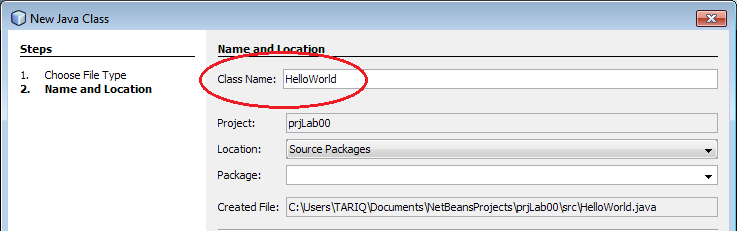 New Java Class
Steps
1. Choose File Type
2. Name and Location
Name and Location
Class Name: HelloWorld
Project: prjLab00
Location: Source Packages
Package:
Created File: C:\Users\TARIQ\Documents\NetBeansProjects\prjLab00\src\HelloWorld.java